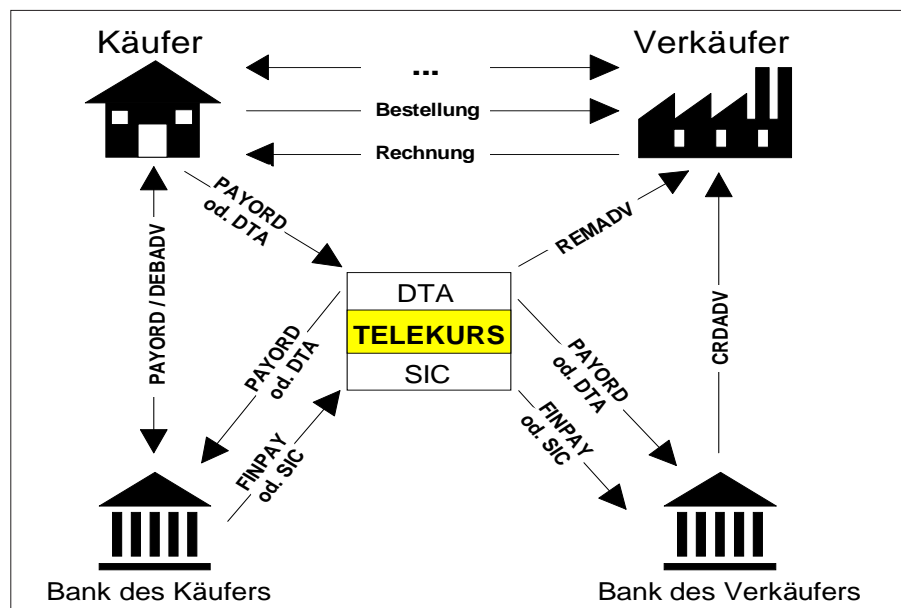 Käufer
Verkäufer
...
Bestellung
Rechnung
PAYORD
od. DTA
REMADV
PAYORD / DEBADV
DTA
TELEKURS
SIC
PAYORD
od. DTA
FINPAY
od. SIC
PAYORD
od. DTA
FINPAY
od. SIC
CRDADV
Bank des Käufers
Bank des Verkäufers